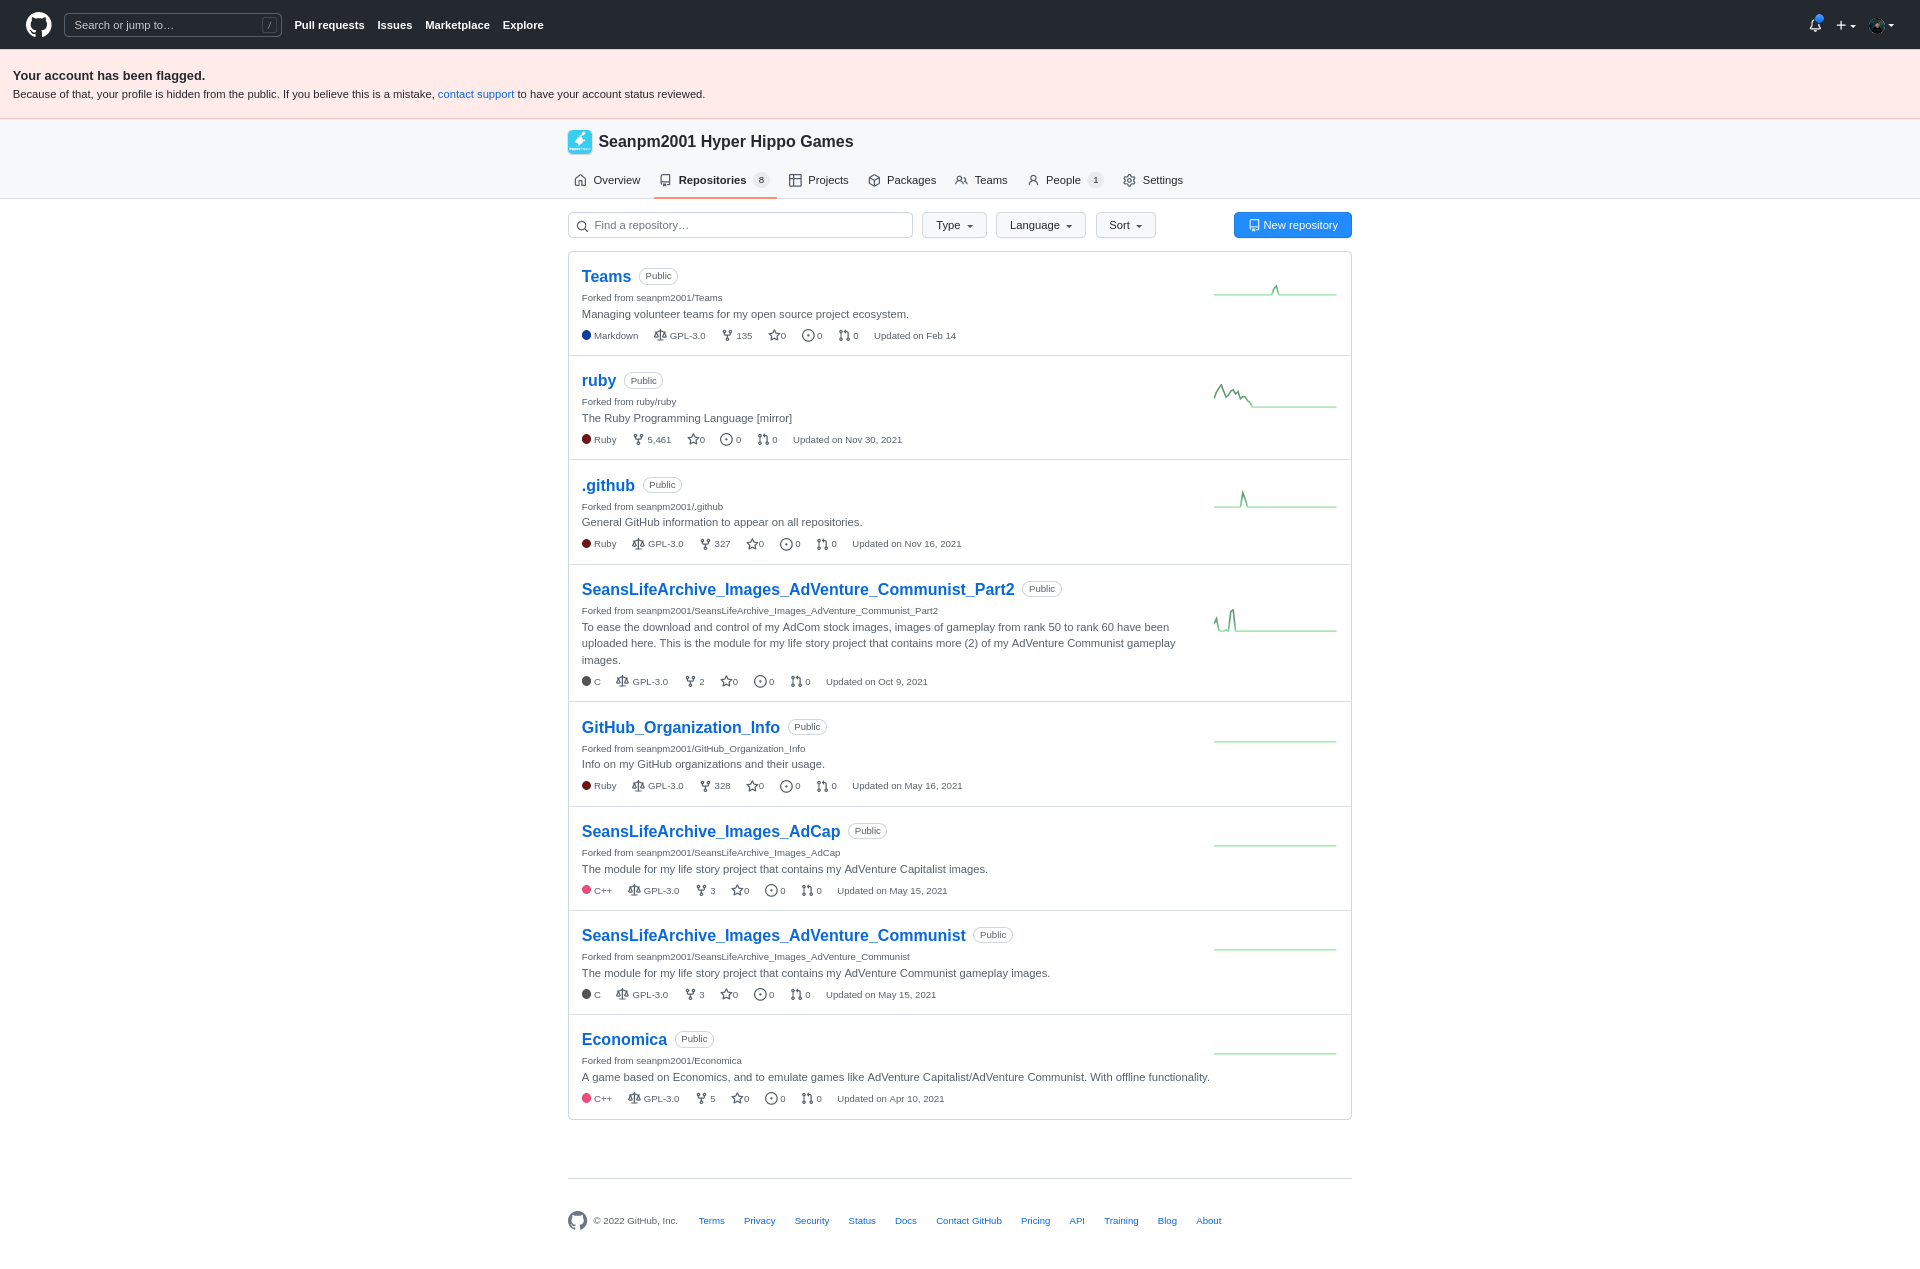 Search or jump to…
/
Pull requests Issues Marketplace Explore
Your account has been flagged.
Because of that, your profile is hidden from the public. If you believe this is a mistake, contact support to have your account status reviewed.
Seanpm2001 Hyper Hippo Games
Overview Repositories 8 Projects Packages Teams People 1 Settings
Find a repository… Type Language Sort New repository
Teams Public
Forked from seanpm2001/Teams
Managing volunteer teams for my open source project ecosystem.
Markdown GPL-3.0 135 0 0 0 Updated on Feb 14
ruby Public
Forked from ruby/ruby
The Ruby Programming Language [mirror]
Ruby 5,461 0 0 0 Updated on Nov 30, 2021
.github Public
Forked from seanpm2001/.github
General GitHub information to appear on all repositories.
Ruby GPL-3.0 327 0 0 0 Updated on Nov 16, 2021
SeansLifeArchive_Images_AdVenture_Communist_Part2 Public
Forked from seanpm2001/SeansLifeArchive_Images_AdVenture_Communist_Part2
To ease the download and control of my AdCom stock images, images of gameplay from rank 50 to rank 60 have been
uploaded here. This is the module for my life story project that contains more (2) of my AdVenture Communist gameplay
images.
C GPL-3.0 2 0 0 0 Updated on Oct 9, 2021
GitHub_Organization_Info Public
Forked from seanpm2001/GitHub_Organization_Info
Info on my GitHub organizations and their usage.
Ruby GPL-3.0 328 0 0 0 Updated on May 16, 2021
SeansLifeArchive_Images_AdCap Public
Forked from seanpm2001/SeansLifeArchive_Images_AdCap
The module for my life story project that contains my AdVenture Capitalist images.
C++ GPL-3.0 3 0 0 0 Updated on May 15, 2021
SeansLifeArchive_Images_AdVenture_Communist Public
Forked from seanpm2001/SeansLifeArchive_Images_AdVenture_Communist
The module for my life story project that contains my AdVenture Communist gameplay images.
C GPL-3.0 3 0 0 0 Updated on May 15, 2021
Economica Public
Forked from seanpm2001/Economica
A game based on Economics, and to emulate games like AdVenture Capitalist/AdVenture Communist. With offline functionality.
C++ GPL-3.0 5 0 0 0 Updated on Apr 10, 2021
© 2022 GitHub, Inc. Terms Privacy Security Status Docs Contact GitHub Pricing API Training Blog About